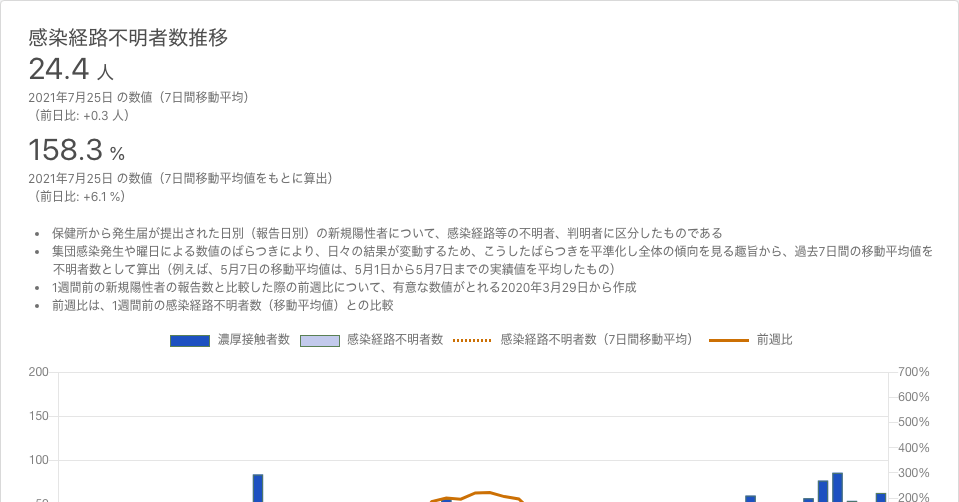 感染経路不明者数推移
24.4 人
2021年7月25日 の数値（7日間移動平均）
（前日比: +0.3 人）
158.3 %
2021年7月25日 の数値（7日間移動平均値をもとに算出）
（前日比: +6.1 %）
• 保健所から発生届が提出された日別（報告日別）の新規陽性者について、感染経路等の不明者、判明者に区分したものである
• 集団感染発生や曜日による数値のばらつきにより、日々の結果が変動するため、こうしたばらつきを平準化し全体の傾向を見る趣旨から、過去7日間の移動平均値を
不明者数として算出（例えば、5月7日の移動平均値は、5月1日から5月7日までの実績値を平均したもの）
• 1週間前の新規陽性者の報告数と比較した際の前週比について、有意な数値がとれる2020年3月29日から作成
• 前週比は、1週間前の感染経路不明者数（移動平均値）との比較
濃厚接触者数 感染経路不明者数 感染経路不明者数（7日間移動平均） 前週比
200 700%
600%
150 500%
400%
100 300%
50 200%